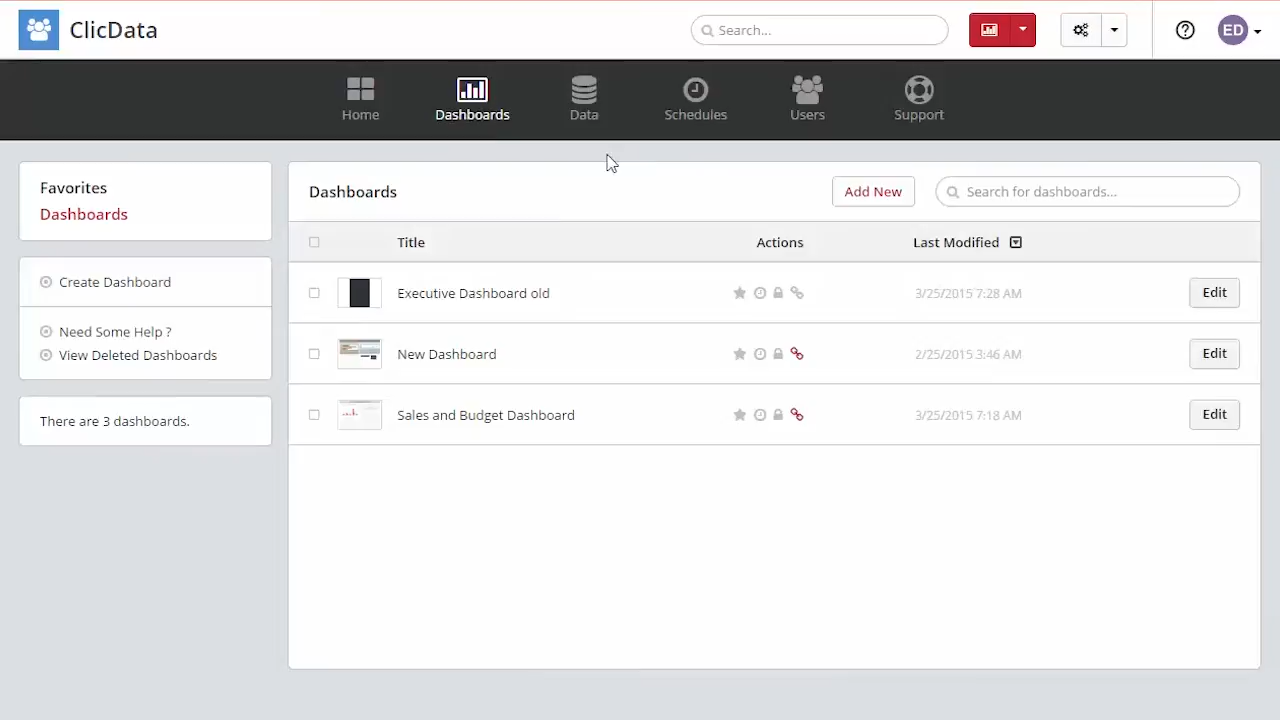 ClicData
Search...
ED
Home
Dashboards
Data
Schedules
Users
Support
Favorites
Dashboards
Create Dashboard
Need Some Help ?
View Deleted Dashboards
There are 3 dashboards.
Dashboards
Add New
Search for dashboards...
Title Actions Last Modified
Executive Dashboard old 3/25/2015 7:28 AM Edit
New Dashboard 2/25/2015 3:46 AM Edit
Sales and Budget Dashboard 3/25/2015 7:18 AM Edit